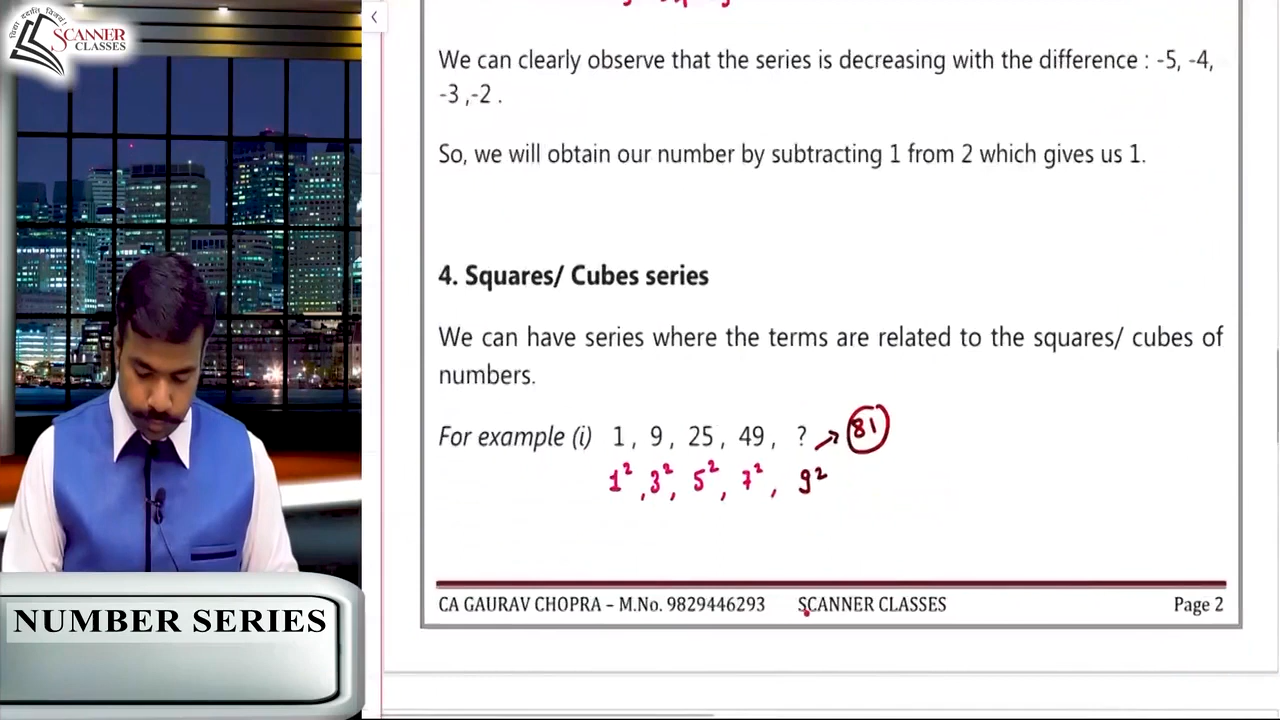 SCANNER
CLASSES
We can clearly observe that the series is decreasing with the difference : -5, -4,
-3 ,-2 .
So, we will obtain our number by subtracting 1 from 2 which gives us 1.
4. Squares/ Cubes series
We can have series where the terms are related to the squares/ cubes of
numbers.
For example (i) 1 , 9 , 25 , 49 , ? → 81
1², 3², 5², 7², 9²
CA GAURAV CHOPRA – M.No. 9829446293 SCANNER CLASSES Page 2
NUMBER SERIES